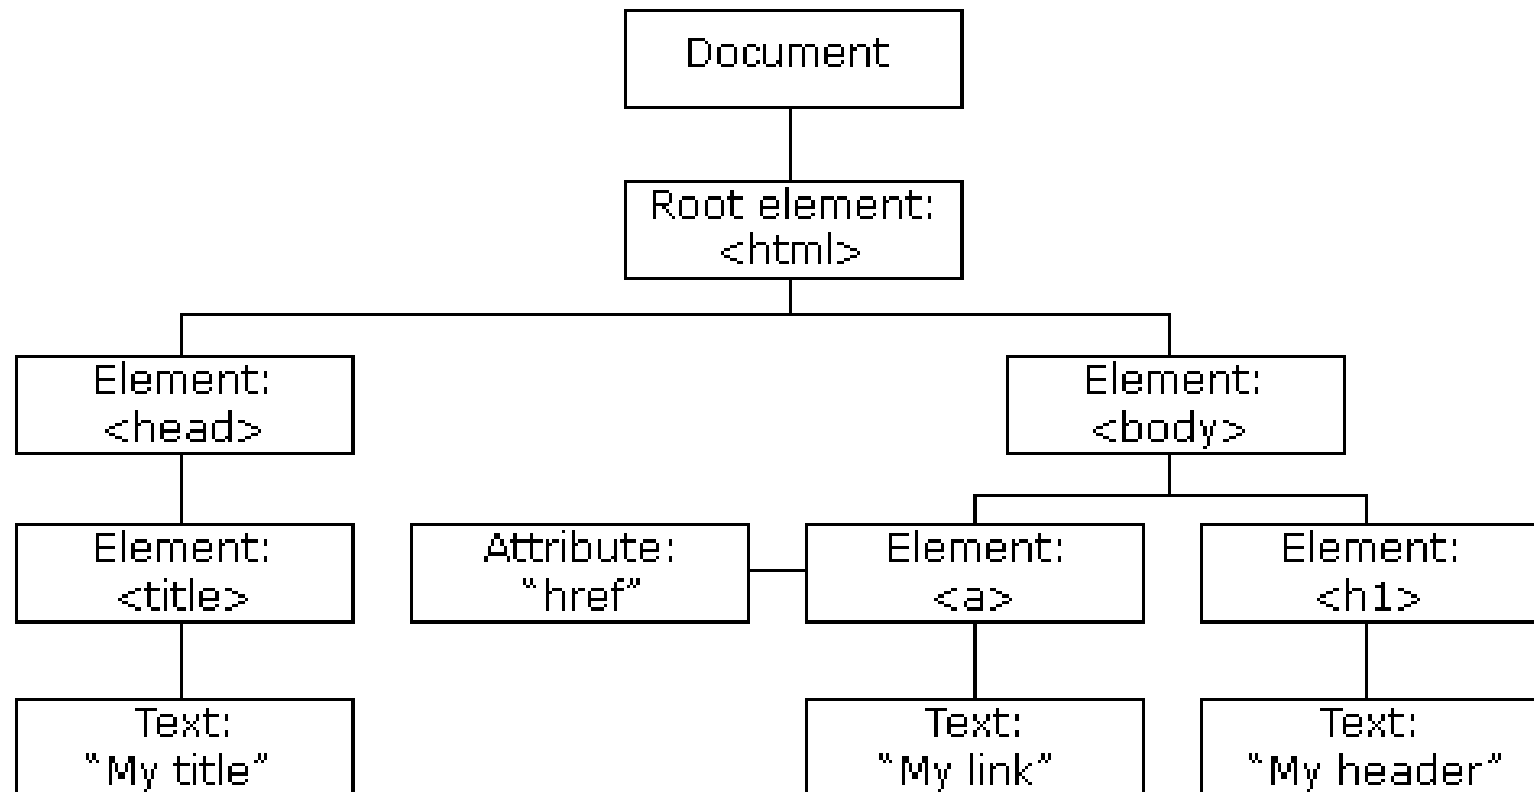 Document
Root element:
<html>
Element:
<head>
Element:
<body>
Element:
<title>
Attribute:
“href”
Element:
<a>
Element:
<h1>
Text:
“My title”
Text:
“My link”
Text:
“My header”